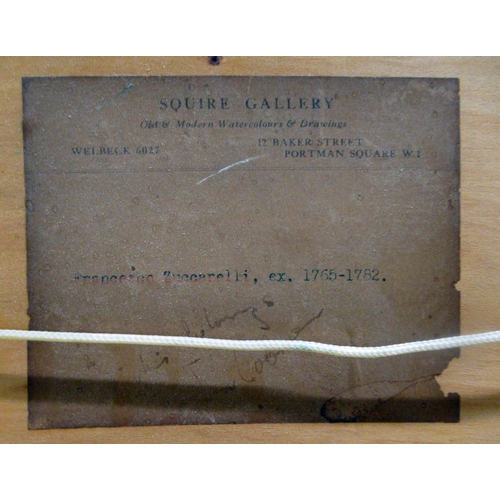 SQUIRE GALLERY
Old & Modern Watercolours & Drawings
WELBECK 6027
12 BAKER STREET
PORTMAN SQUARE W.1
Francesco Zuccarelli, ex. 1765-1782.
belongs